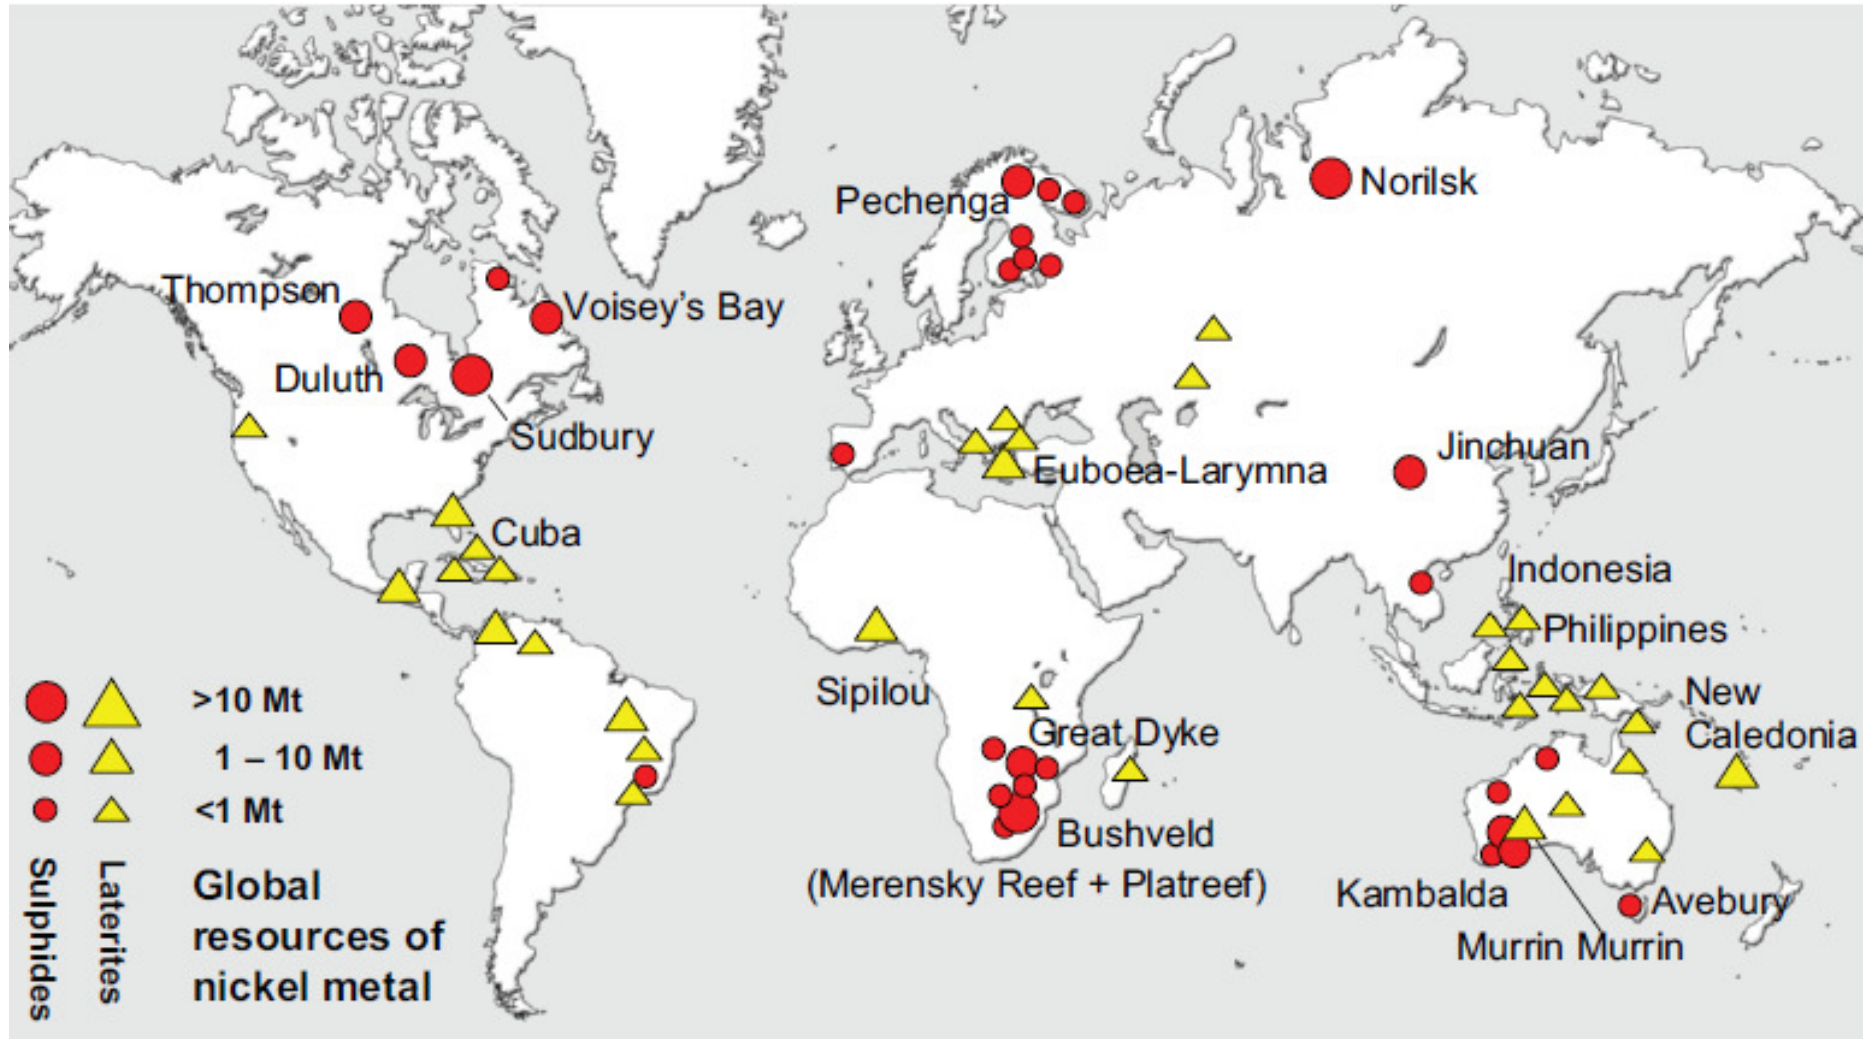 Pechenga
Norilsk
Thompson
Voisey's Bay
Duluth
Sudbury
Jinchuan
Euboea-Larymna
Cuba
Indonesia
Philippines
Sipilou
New
Caledonia
Great Dyke
Bushveld
(Merensky Reef + Platreef)
Kambalda
Avebury
Murrin Murrin
>10 Mt
1 – 10 Mt
<1 Mt
Sulphides
Laterites
Global
resources of
nickel metal